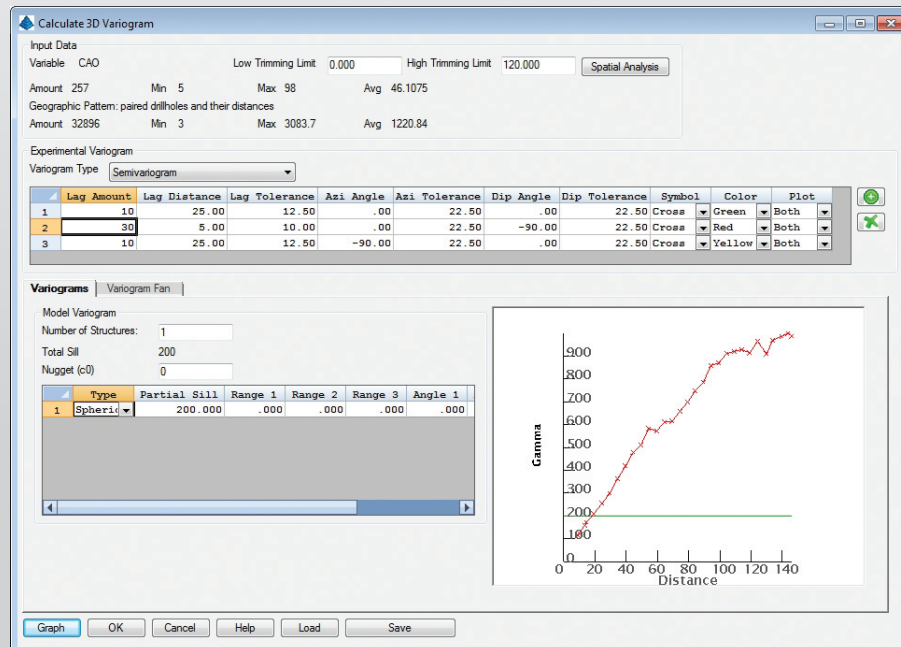 Calculate 3D Variogram
Input Data
Variable CAO Low Trimming Limit 0.000 High Trimming Limit 120.000 Spatial Analysis
Amount 257 Min 5 Max 98 Avg 46.1075
Geographic Pattern: paired drillholes and their distances
Amount 32896 Min 3 Max 3083.7 Avg 1220.84
Experimental Variogram
Variogram Type Semivariogram
Lag Amount Lag Distance Lag Tolerance Azi Angle Azi Tolerance Dip Angle Dip Tolerance Symbol Color Plot
1 10 25.00 12.50 .00 22.50 .00 22.50 Cross Green Both
2 30 5.00 10.00 .00 22.50 -90.00 22.50 Cross Red Both
3 10 25.00 12.50 -90.00 22.50 .00 22.50 Cross Yellow Both
Variograms Variogram Fan
Model Variogram
Number of Structures: 1
Total Sill 200
Nugget (c0) 0
Type Partial Sill Range 1 Range 2 Range 3 Angle 1
1 Spheric 200.000 .000 .000 .000 .000
Gamma
900
800
700
600
500
400
300
200
100
0
0 20 40 60 80 100 120 140
Distance
Graph OK Cancel Help Load Save